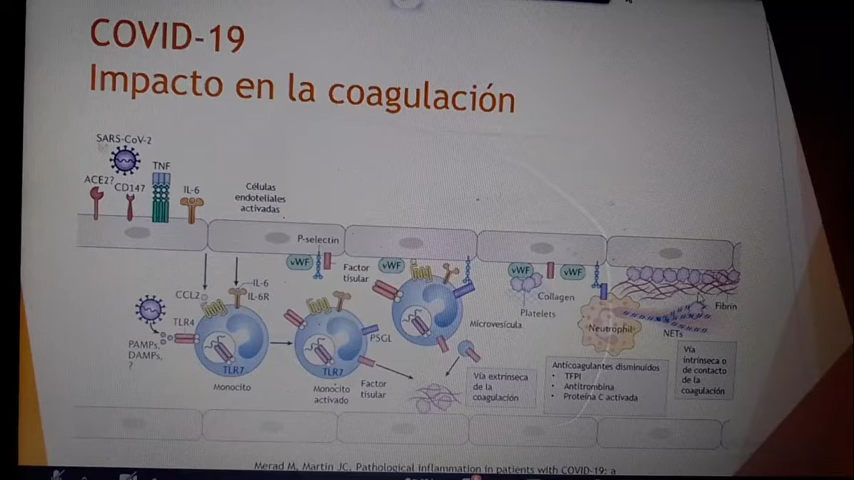 COVID-19
Impacto en la coagulación
SARS-CoV-2
ACE2?
CD147
TNF
IL-6
Células
endoteliales
activadas
P-selectin
vWF
Factor
tisular
vWF
vWF
vWF
Collagen
Platelets
Neutrophil
NETs
Fibrin
CCL2
IL-6
IL-6R
TLR4
PAMPs,
DAMPs,
?
TLR7
Monocito
TLR7
Monocito
activado
PSGL
Factor
tisular
Microvesícula
Vía extrinseca
de la
coagulación
Anticoagulantes disminuidos
• TFPI
• Antitrombina
• Proteína C activada
Vía
intrínseca o
de contacto
de la
coagulación
Merad M, Martin JC. Pathological inflammation in patients with COVID-19: a